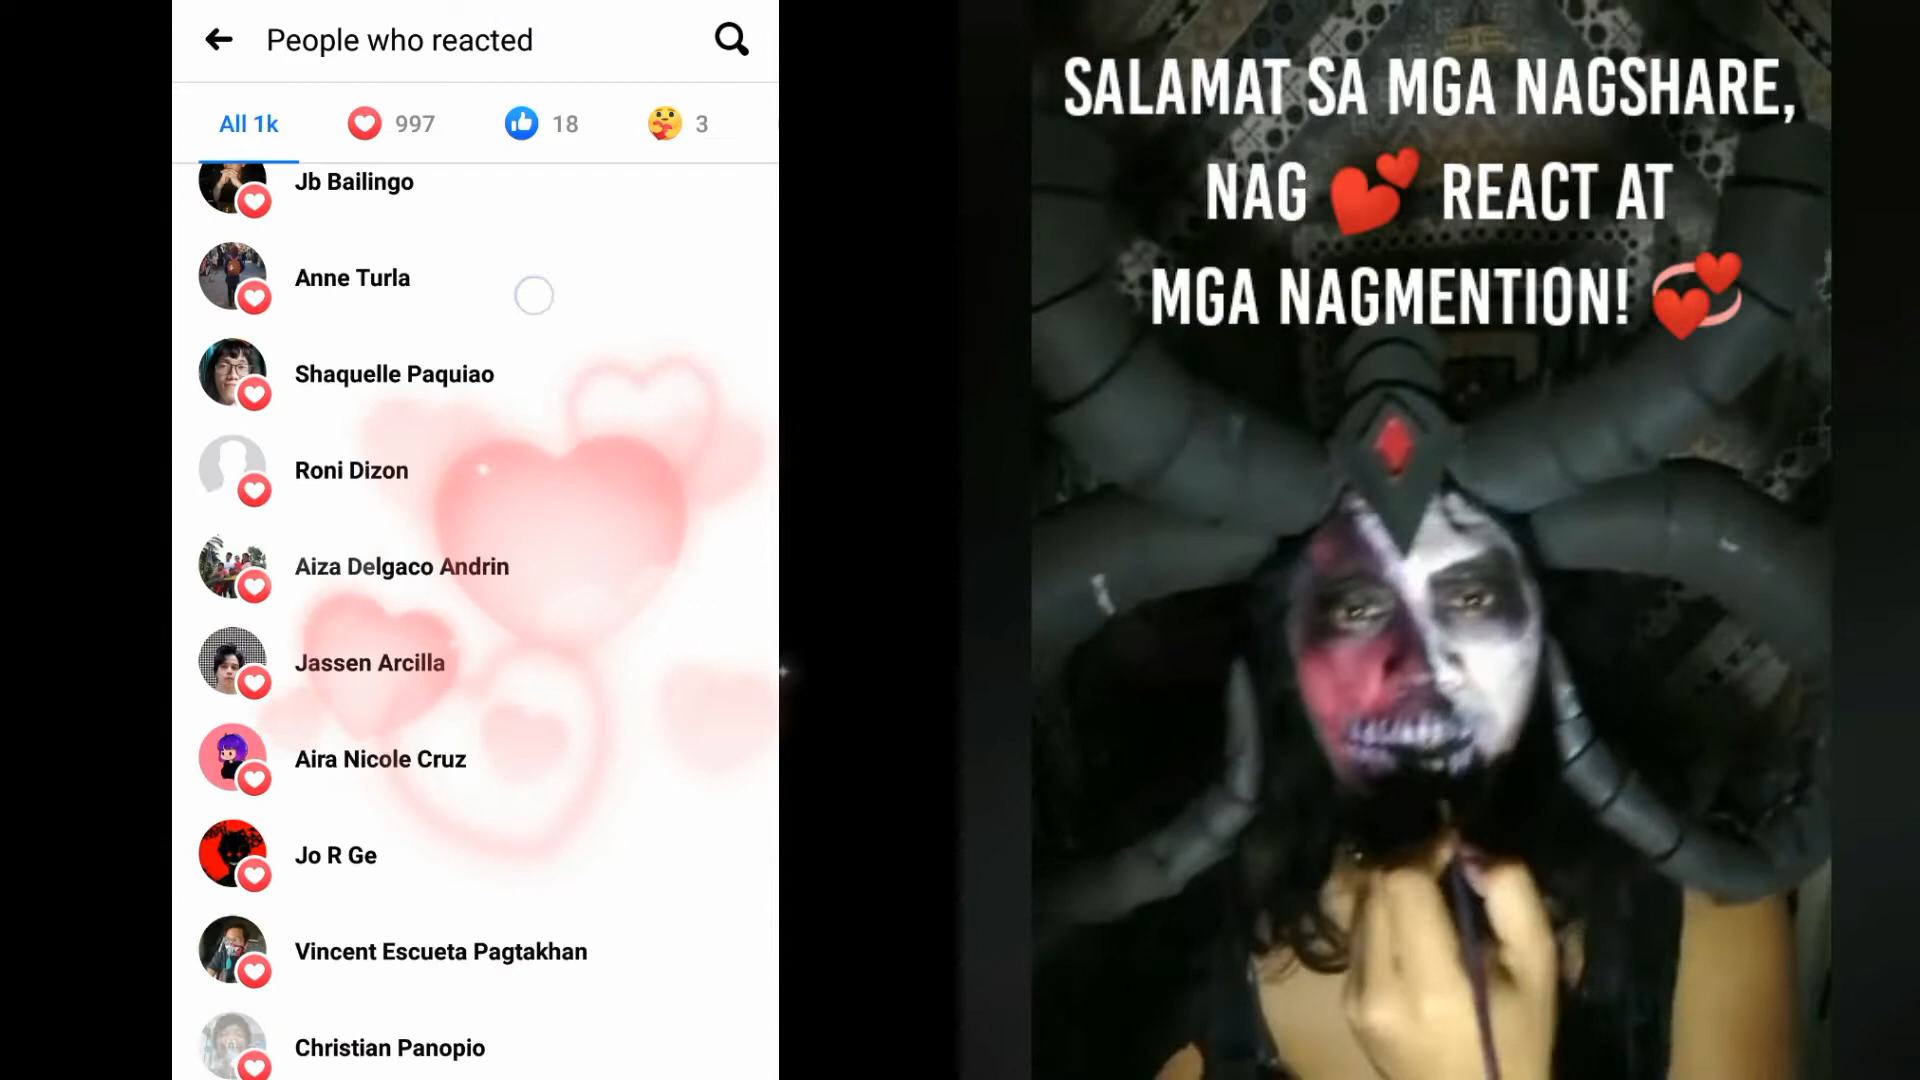 People who reacted
All 1k 997 18 3
Jb Bailingo
Anne Turla
Shaquelle Paquiao
Roni Dizon
Aiza Delgaco Andrin
Jassen Arcilla
Aira Nicole Cruz
Jo R Ge
Vincent Escueta Pagtakhan
Christian Panopio
SALAMAT SA MGA NAGSHARE,
NAG 💕 REACT AT
MGA NAGMENTION! 💞